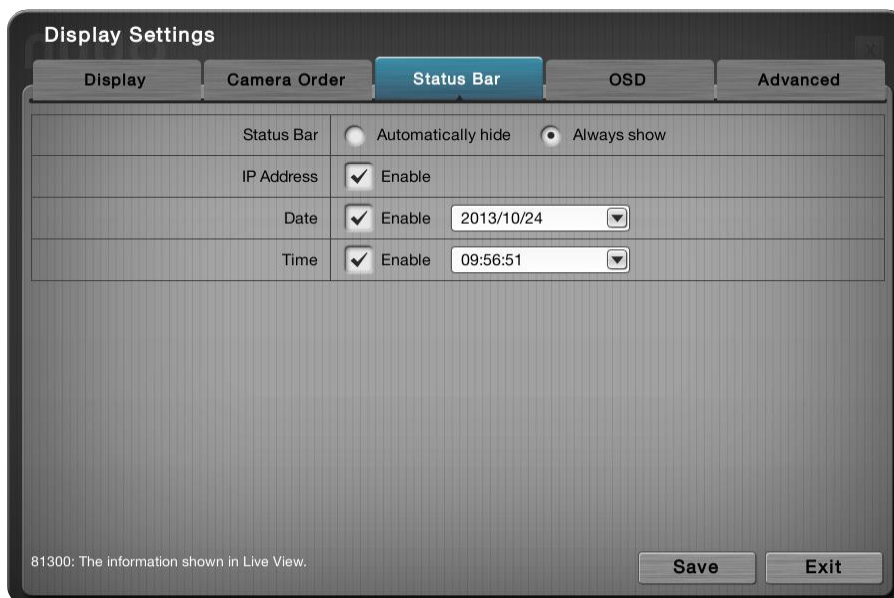 Display Settings
Display Camera Order Status Bar OSD Advanced
Status Bar Automatically hide Always show
IP Address Enable
Date Enable 2013/10/24
Time Enable 09:56:51
81300: The information shown in Live View.
Save Exit